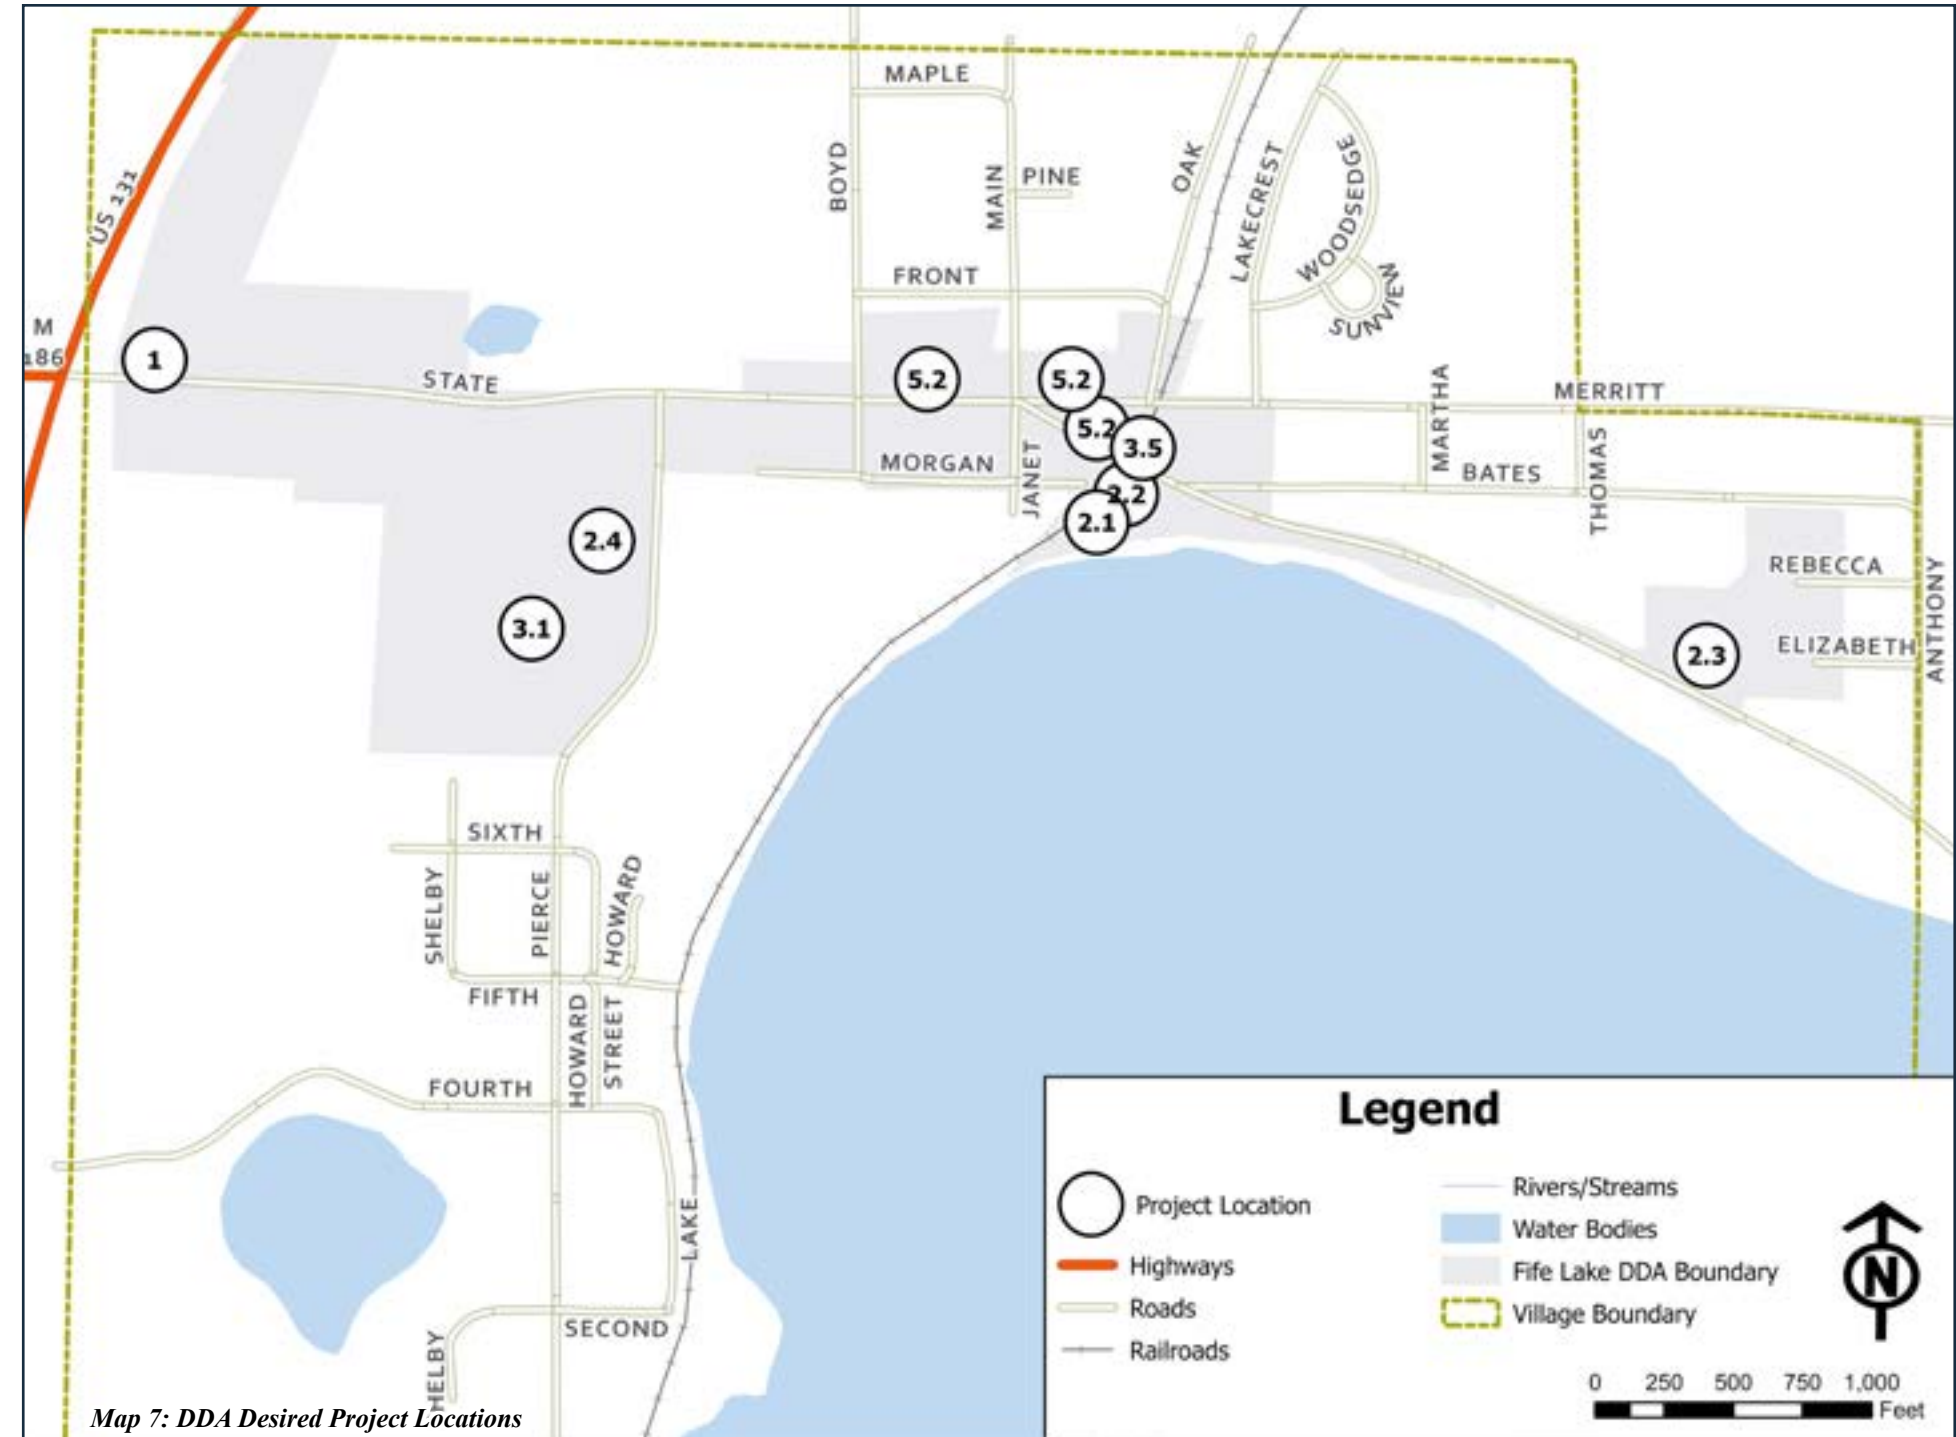 MAPLE
US 131
BOYD
MAIN
PINE
OAK
LAKECREST
WOODSEDGE
SUNVIEW
FRONT
M
186
1
STATE
5.2
5.2
5.2
3.5
MERRITT
MARTHA
MORGAN
JANET
2.2
2.1
BATES
THOMAS
2.4
3.1
REBECCA
ELIZABETH
ANTHONY
2.3
SIXTH
SHELBY
PIERCE
HOWARD
FIFTH
HOWARD
STREET
FOURTH
LAKE
SECOND
HELBY
Legend
Project Location
Highways
Roads
Railroads
Rivers/Streams
Water Bodies
Fife Lake DDA Boundary
Village Boundary
N
0 250 500 750 1,000
Feet
Map 7: DDA Desired Project Locations